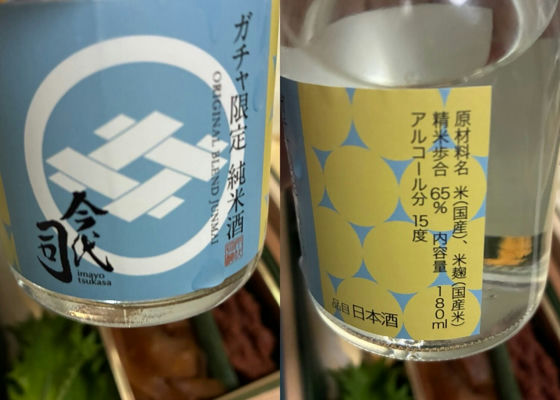 ガチャ限定 純米酒
ORIGINAL BLEND JUNMAI
今代司
imayo
tsukasa
原材料名 米(国産)、米麹(国産米)
精米歩合 65% 内容量 180ml
アルコール分 15度
品目 日本酒